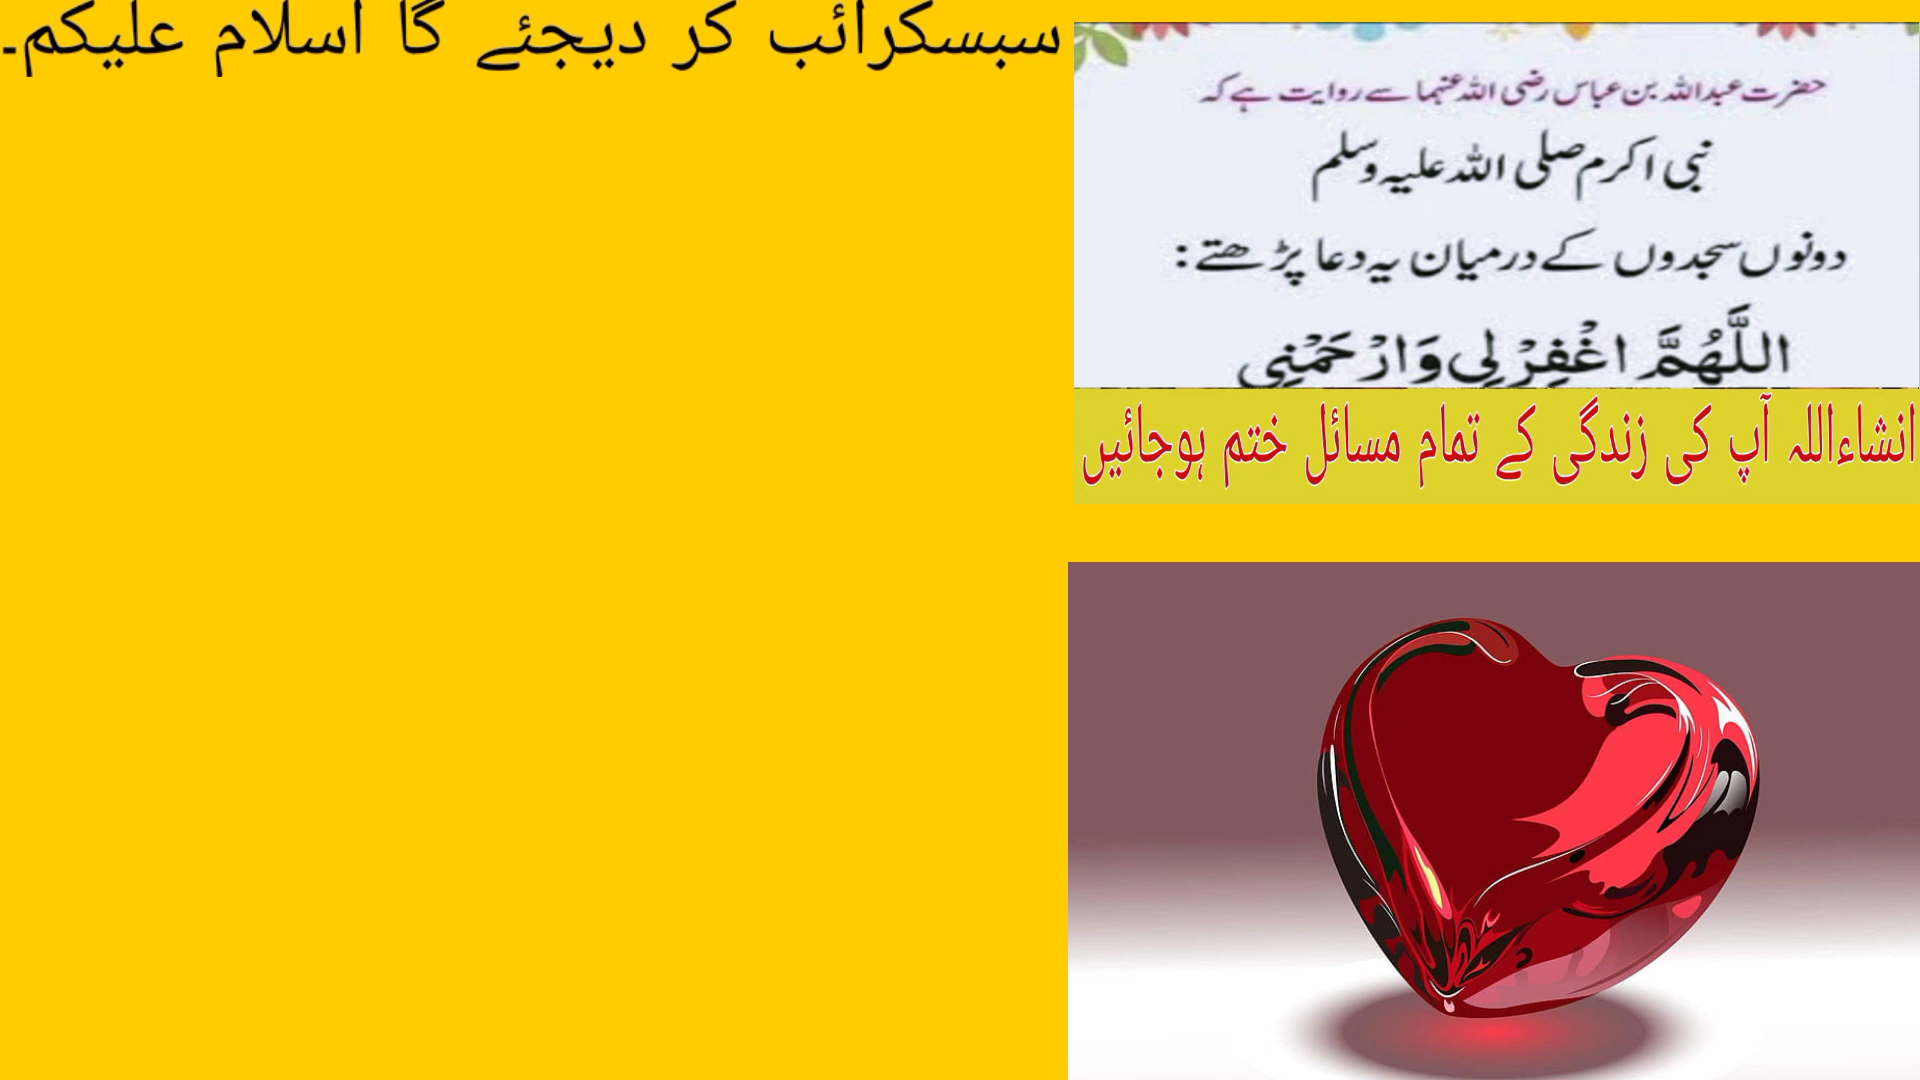 سبسکرائب کر دیجئے گا اسلام علیکم۔
حضرت عبداللہ بن عباس رضی اللہ عنہما سے روایت ہے کہ
نبی اکرم صلی اللہ علیہ وسلم
دونوں سجدوں کے درمیان یہ دعا پڑھتے:
اللَّهُمَّ اغْفِرْ لِي وَارْحَمْنِي
انشاءاللہ آپ کی زندگی کے تمام مسائل ختم ہوجائیں